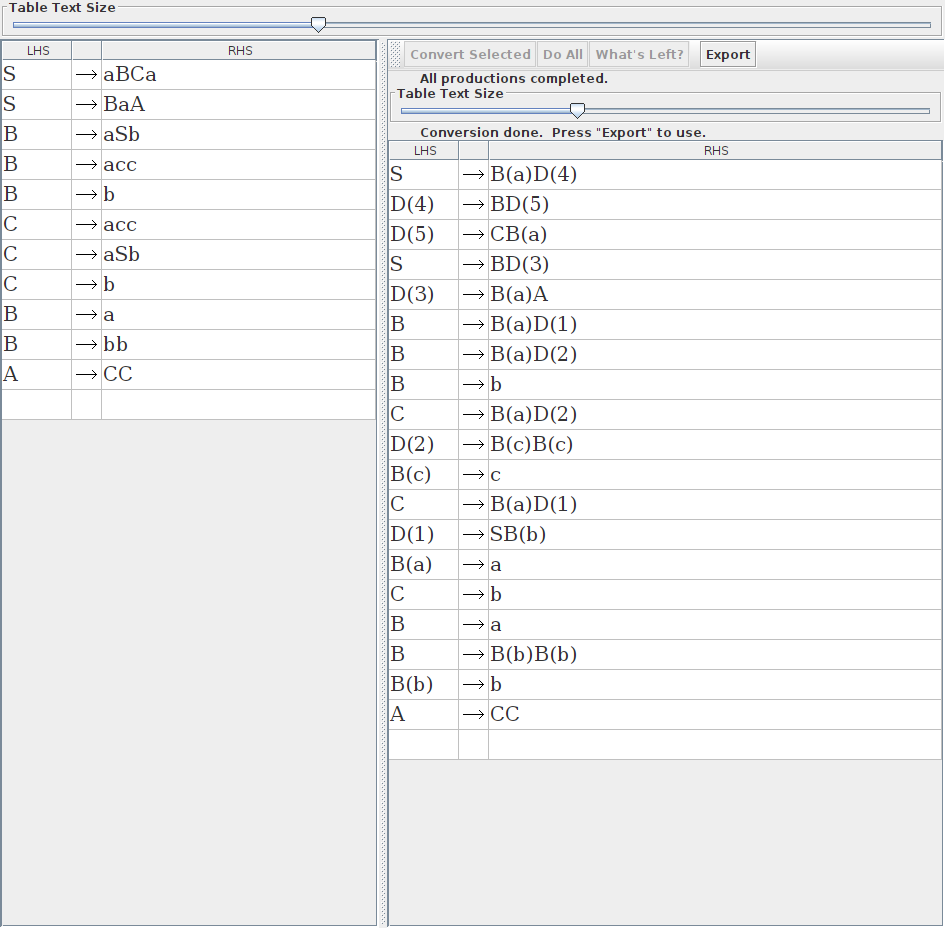 Table Text Size
LHS RHS
S → aBCa
S → BaA
B → aSb
B → acc
B → b
C → acc
C → aSb
C → b
B → a
B → bb
A → CC
Convert Selected Do All What's Left? Export
All productions completed.
Table Text Size
Conversion done. Press "Export" to use.
LHS RHS
S → B(a)D(4)
D(4) → BD(5)
D(5) → CB(a)
S → BD(3)
D(3) → B(a)A
B → B(a)D(1)
B → B(a)D(2)
B → b
C → B(a)D(2)
D(2) → B(c)B(c)
B(c) → c
C → B(a)D(1)
D(1) → SB(b)
B(a) → a
C → b
B → a
B → B(b)B(b)
B(b) → b
A → CC